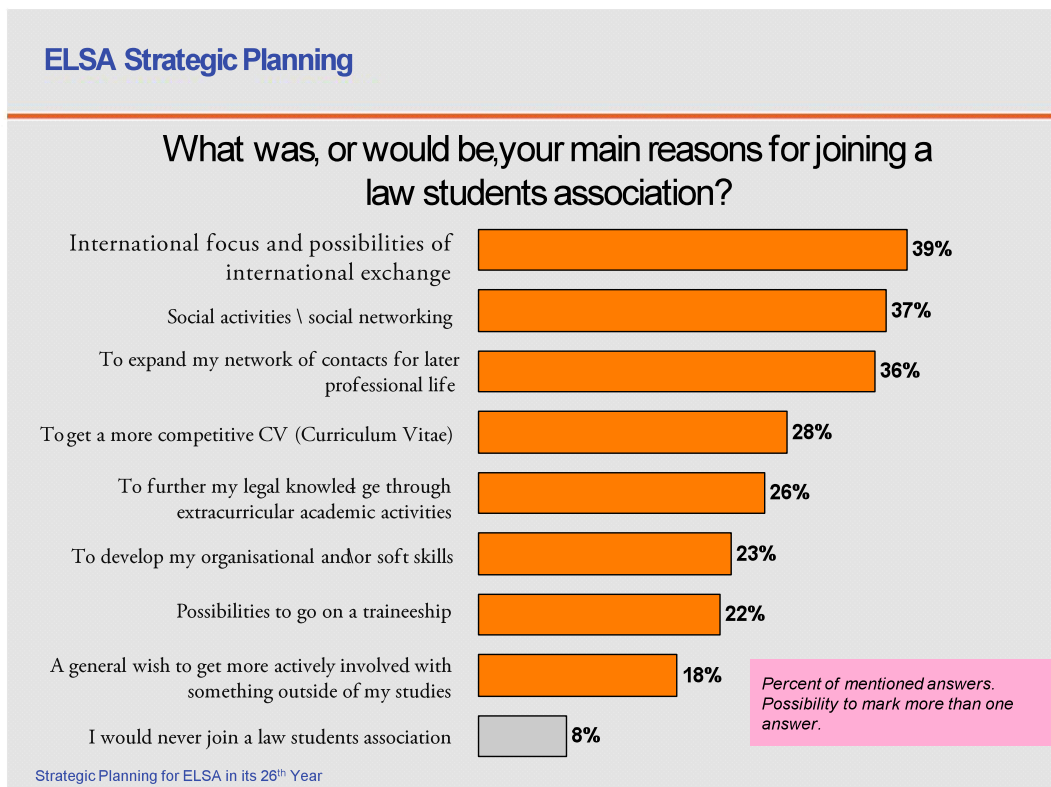 ELSA Strategic Planning
What was, or would be,your main reasons for joining a
law students association?
International focus and possibilities of
international exchange
39%
Social activities \ social networking
37%
To expand my network of contacts for later
professional life
36%
To get a more competitive CV (Curriculum Vitae)
28%
To further my legal knowled- ge through
extracurricular academic activities
26%
To develop my organisational and\or soft skills
23%
Possibilities to go on a traineeship
22%
A general wish to get more actively involved with
something outside of my studies
18%
I would never join a law students association
8%
Percent of mentioned answers.
Possibility to mark more than one
answer.
Strategic Planning for ELSA in its 26th Year